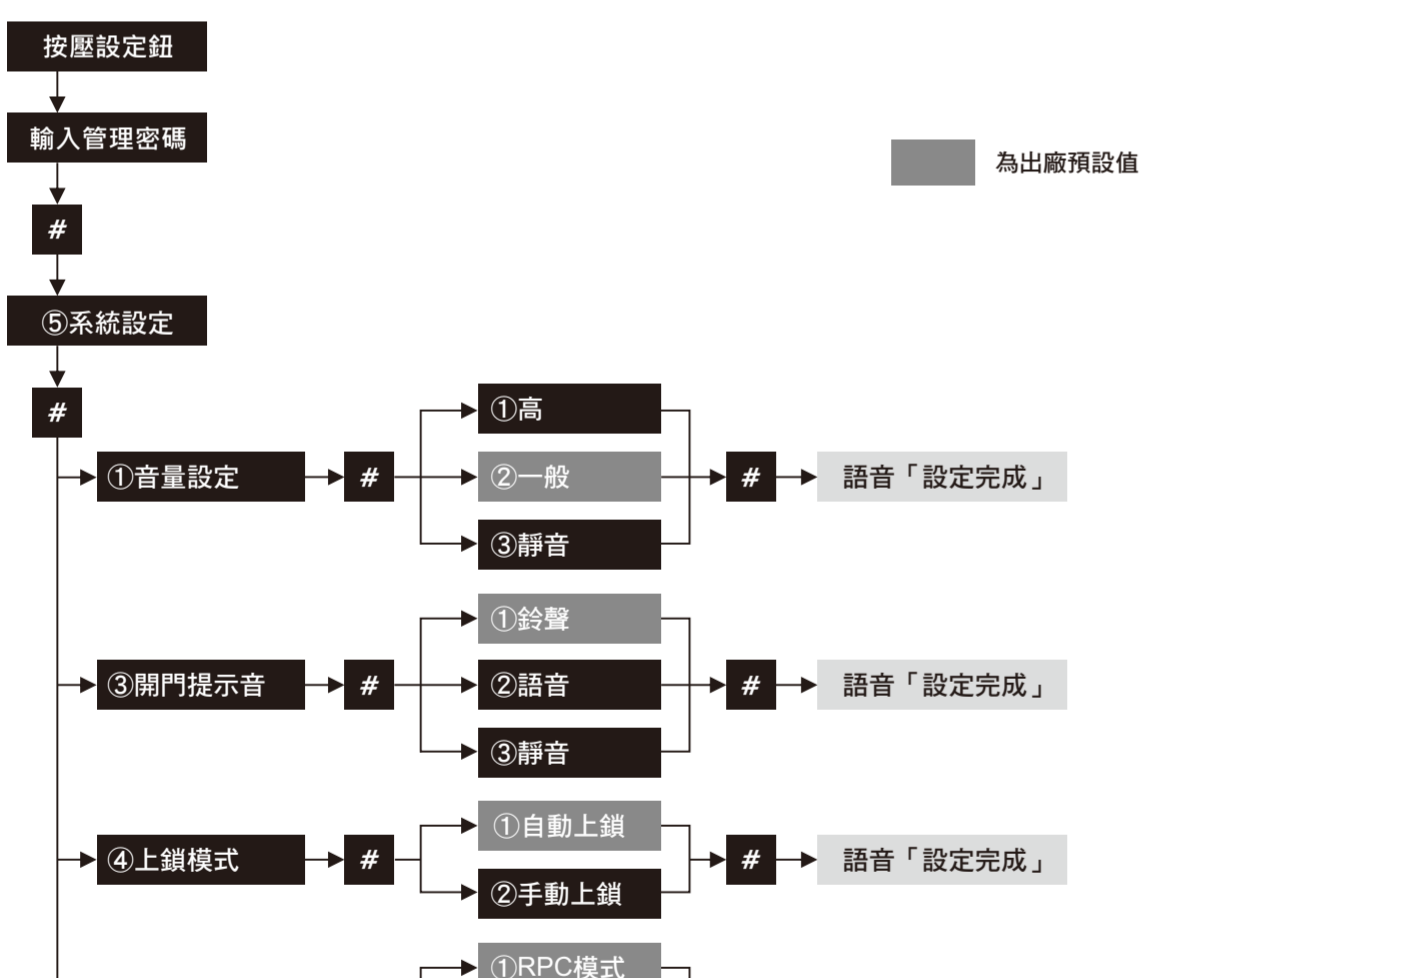 按壓設定鈕
輸入管理密碼
為出廠預設值
#
⑤系統設定
#
①高
①音量設定
#
②一般
#
語音「設定完成」
③靜音
①鈴聲
③開門提示音
#
②語音
#
語音「設定完成」
③靜音
①自動上鎖
④上鎖模式
#
#
語音「設定完成」
②手動上鎖
①RPC模式